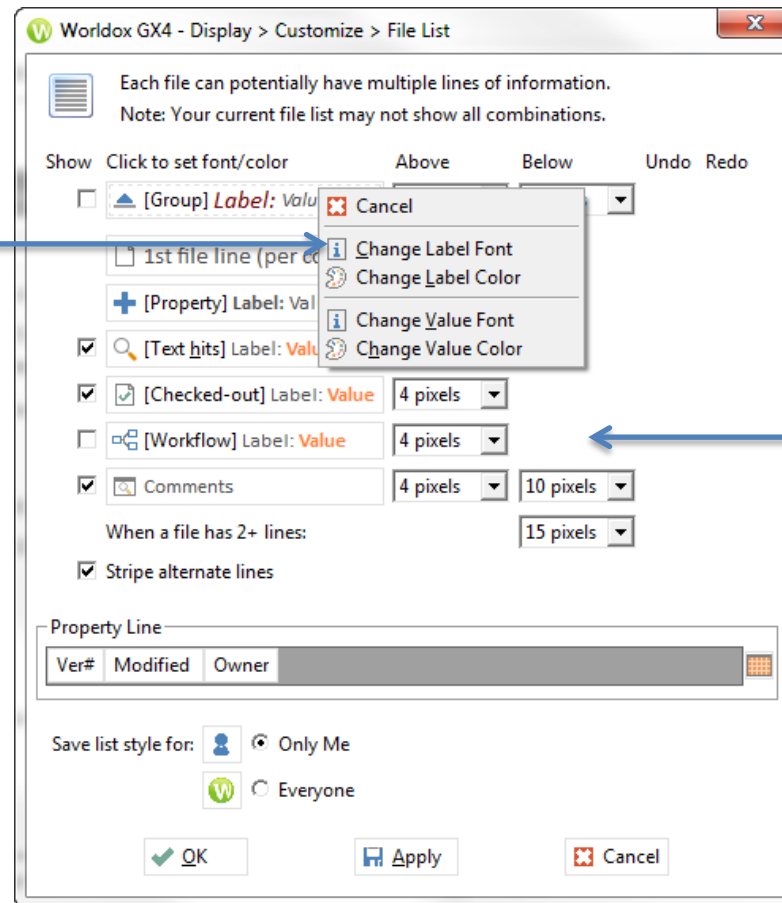 Worldox GX4 - Display > Customize > File List
Each file can potentially have multiple lines of information.
Note: Your current file list may not show all combinations.
Show Click to set font/color Above Below Undo Redo
[Group] Label: Valu
Cancel
Change Label Font
Change Label Color
Change Value Font
Change Value Color
1st file line (per co
[Property] Label: Val
[Text hits] Label: Valu
[Checked-out] Label: Value 4 pixels
[Workflow] Label: Value 4 pixels
Comments 4 pixels 10 pixels
When a file has 2+ lines: 15 pixels
Stripe alternate lines
Property Line
Ver# Modified Owner
Save list style for: Only Me
Everyone
OK Apply Cancel